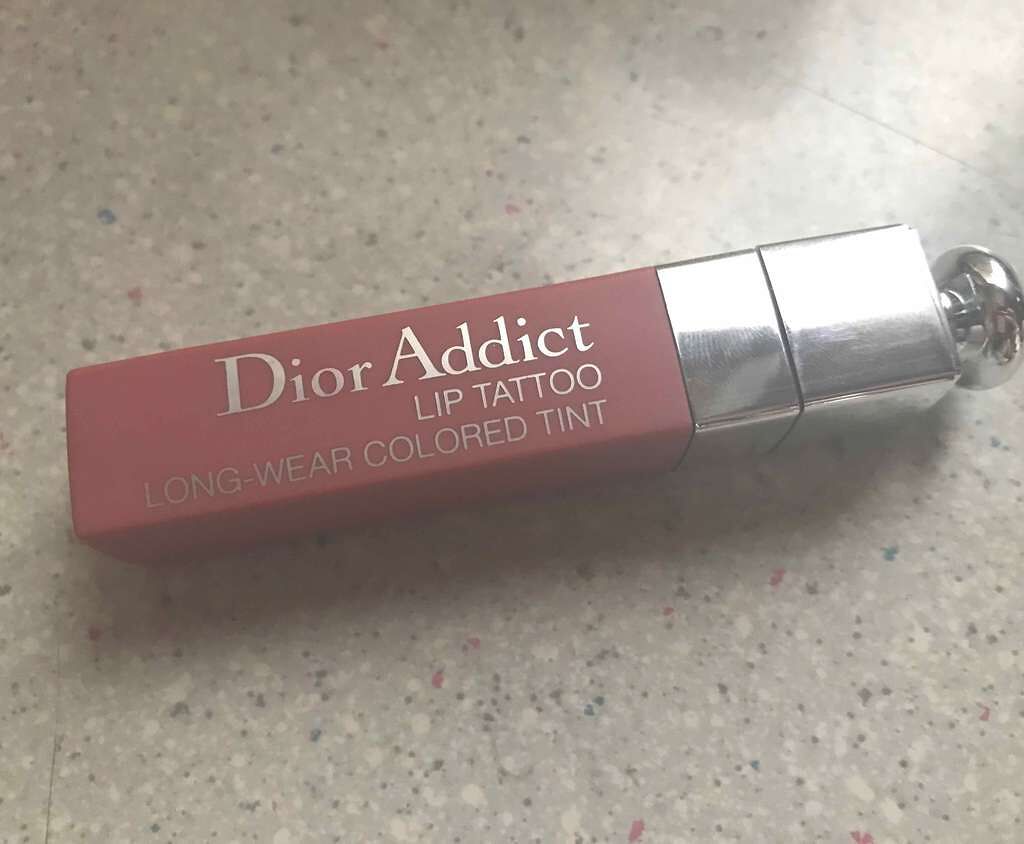 Dior Addict
LIP TATTOO
LONG-WEAR COLORED TINT